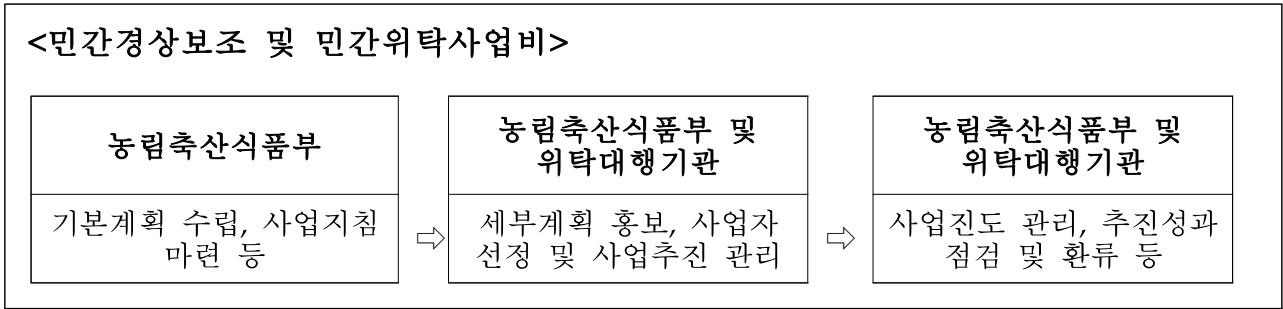 <민간경상보조 및 민간위탁사업비>
농림축산식품부
기본계획 수립, 사업지침
마련 등
⇨
농림축산식품부 및
위탁대행기관
세부계획 홍보, 사업자
선정 및 사업추진 관리
⇨
농림축산식품부 및
위탁대행기관
사업진도 관리, 추진성과
점검 및 환류 등